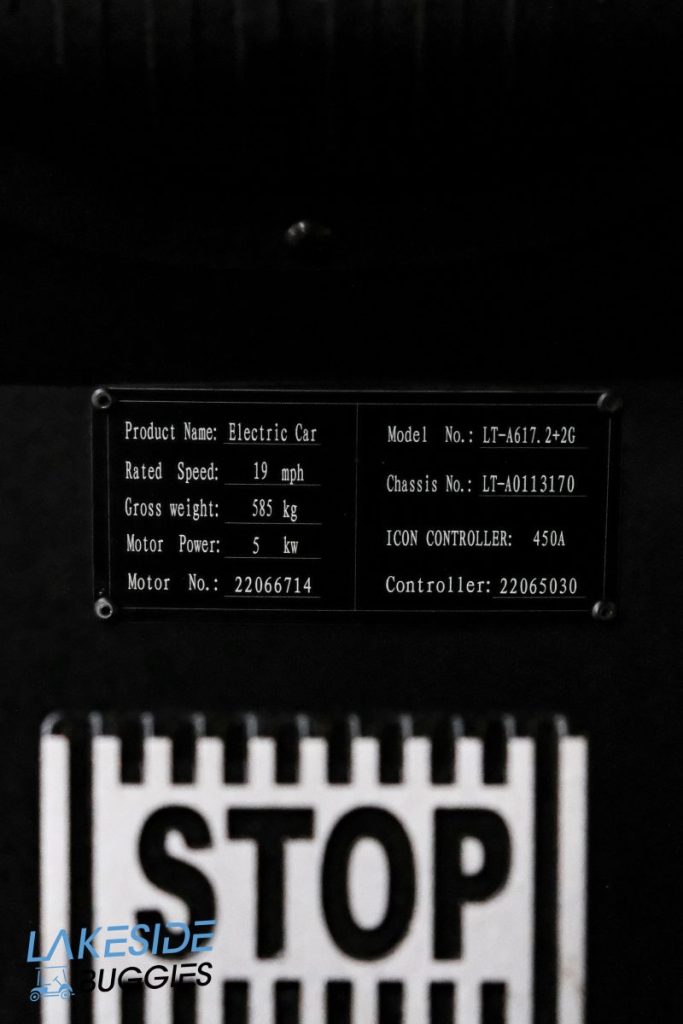 Product Name: Electric Car
Rated Speed: 19 mph
Gross weight: 585 kg
Motor Power: 5 kw
Motor No.: 22066714
Model No.: LT-A617.2+2G
Chassis No.: LT-A0113170
ICON CONTROLLER: 450A
Controller: 22065030
STOP
LAKESIDE
BUGGIES